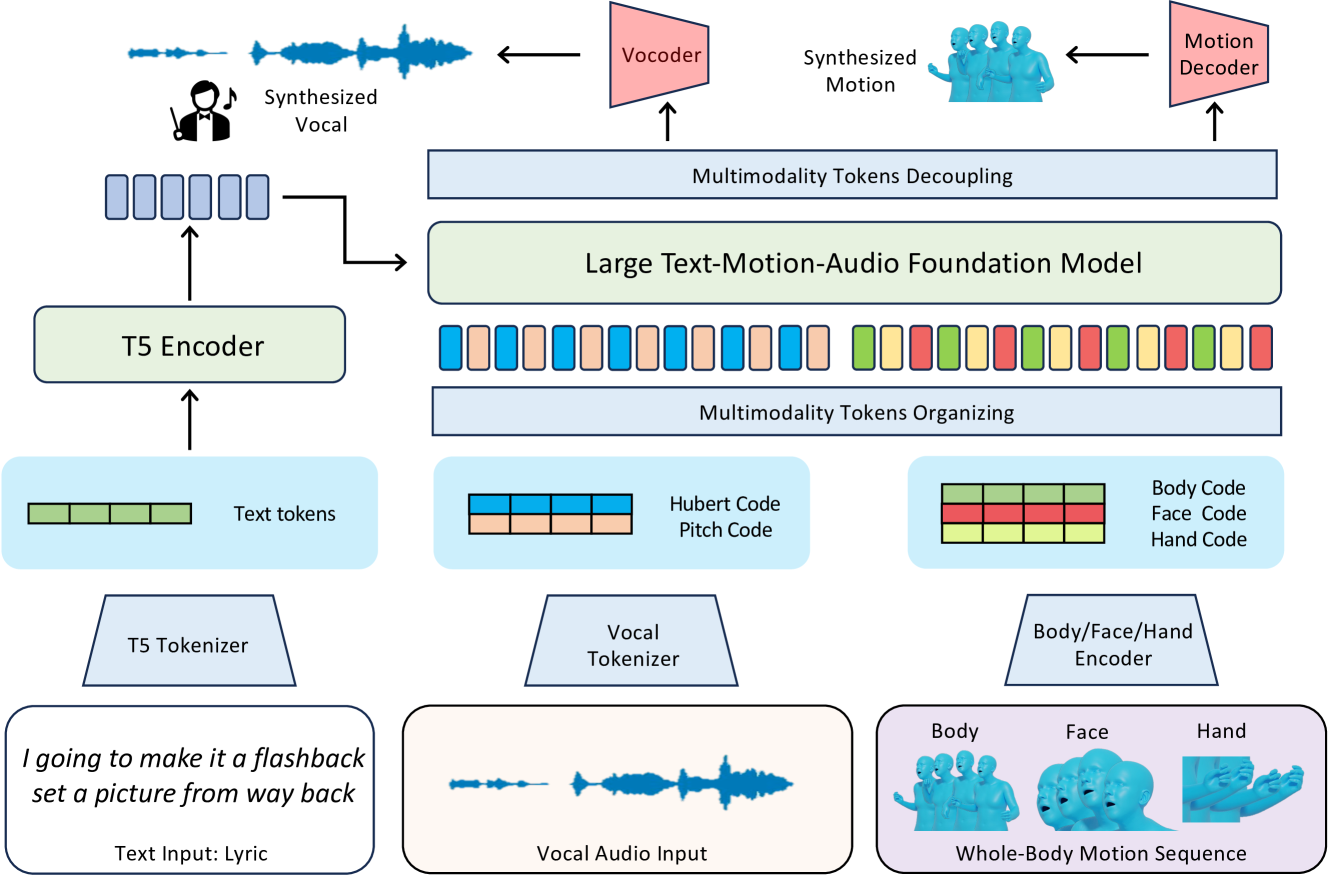 Vocoder
Synthesized
Motion
Motion
Decoder
Synthesized
Vocal
Multimodality Tokens Decoupling
Large Text-Motion-Audio Foundation Model
T5 Encoder
Multimodality Tokens Organizing
Text tokens
Hubert Code
Pitch Code
Body Code
Face Code
Hand Code
T5 Tokenizer
Vocal
Tokenizer
Body/Face/Hand
Encoder
I going to make it a flashback
set a picture from way back
Text Input: Lyric
Vocal Audio Input
Body
Face
Hand
Whole-Body Motion Sequence